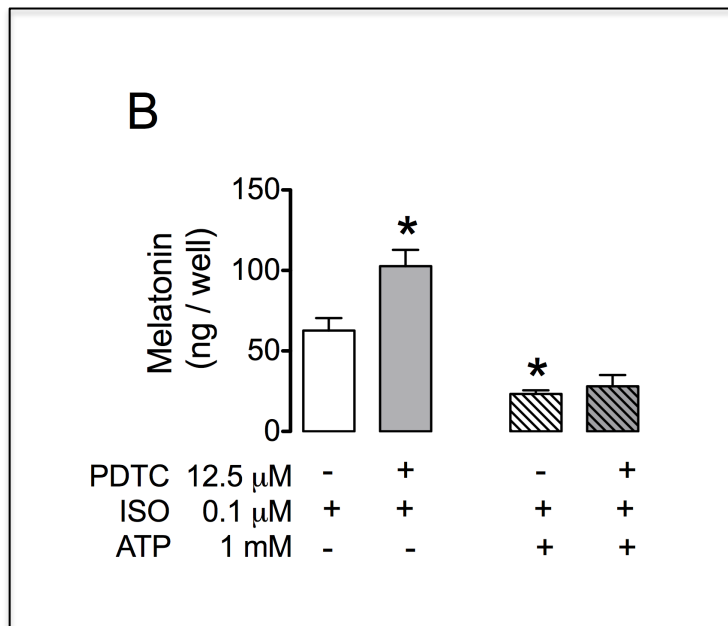 B
150
100
50
0
Melatonin
(ng / well)
*
*
PDTC 12.5 μM - + - +
ISO 0.1 μM + + + +
ATP 1 mM - - + +